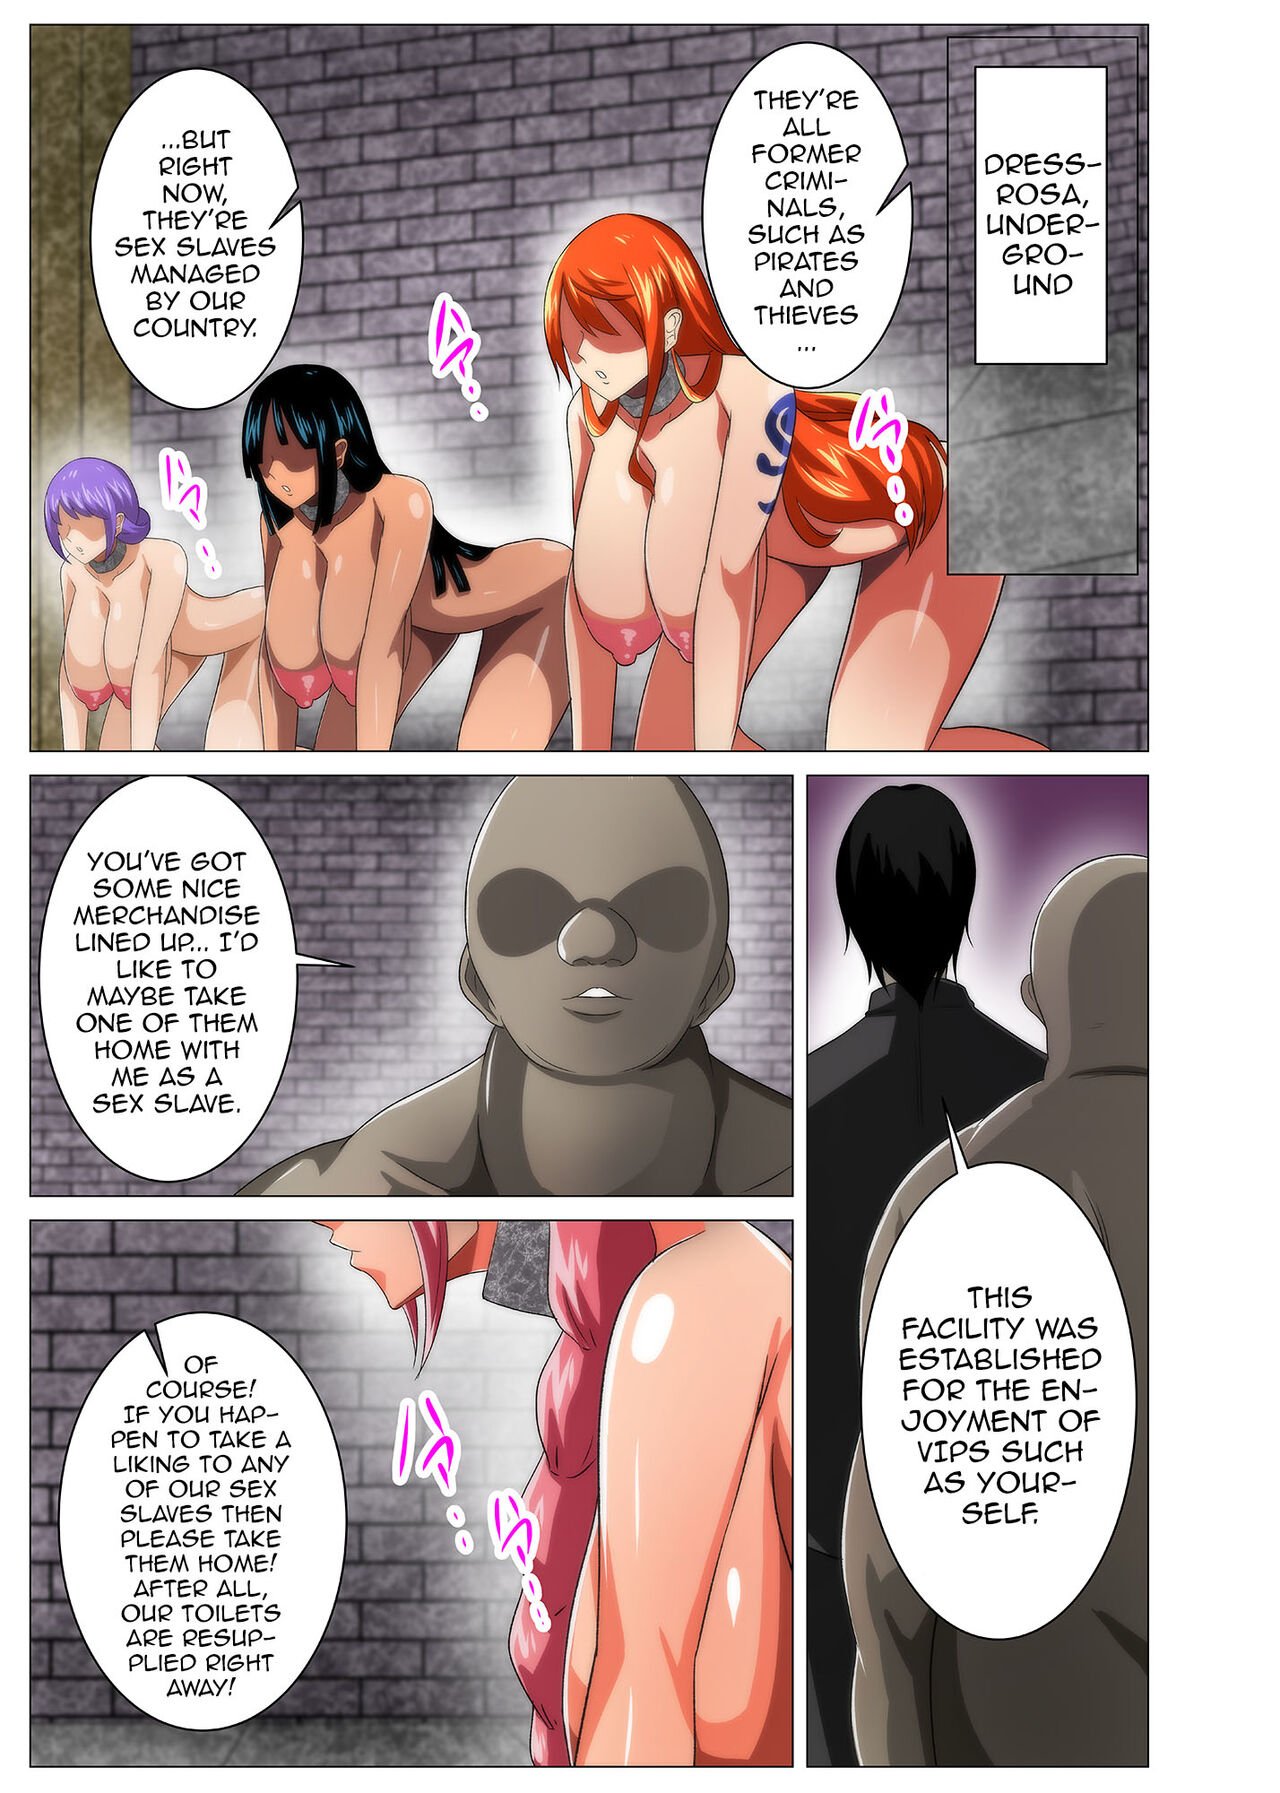 DRESS-
ROSA,
UNDER-
GRO-
UND
THEY'RE
ALL
FORMER
CRIMI-
NALS,
SUCH AS
PIRATES
AND
THIEVES
...
...BUT
RIGHT
NOW,
THEY'RE
SEX SLAVES
MANAGED
BY OUR
COUNTRY.
THIS
FACILITY WAS
ESTABLISHED
FOR THE EN-
JOYMENT OF
VIPS SUCH
AS YOUR-
SELF.
YOU'VE GOT
SOME NICE
MERCHANDISE
LINED UP... I'D
LIKE TO
MAYBE TAKE
ONE OF THEM
HOME WITH
ME AS A
SEX SLAVE.
OF
COURSE!
IF YOU HAP-
PEN TO TAKE A
LIKING TO ANY
OF OUR SEX
SLAVES THEN
PLEASE TAKE
THEM HOME!
AFTER ALL,
OUR TOILETS
ARE RESUP-
PLIED RIGHT
AWAY!